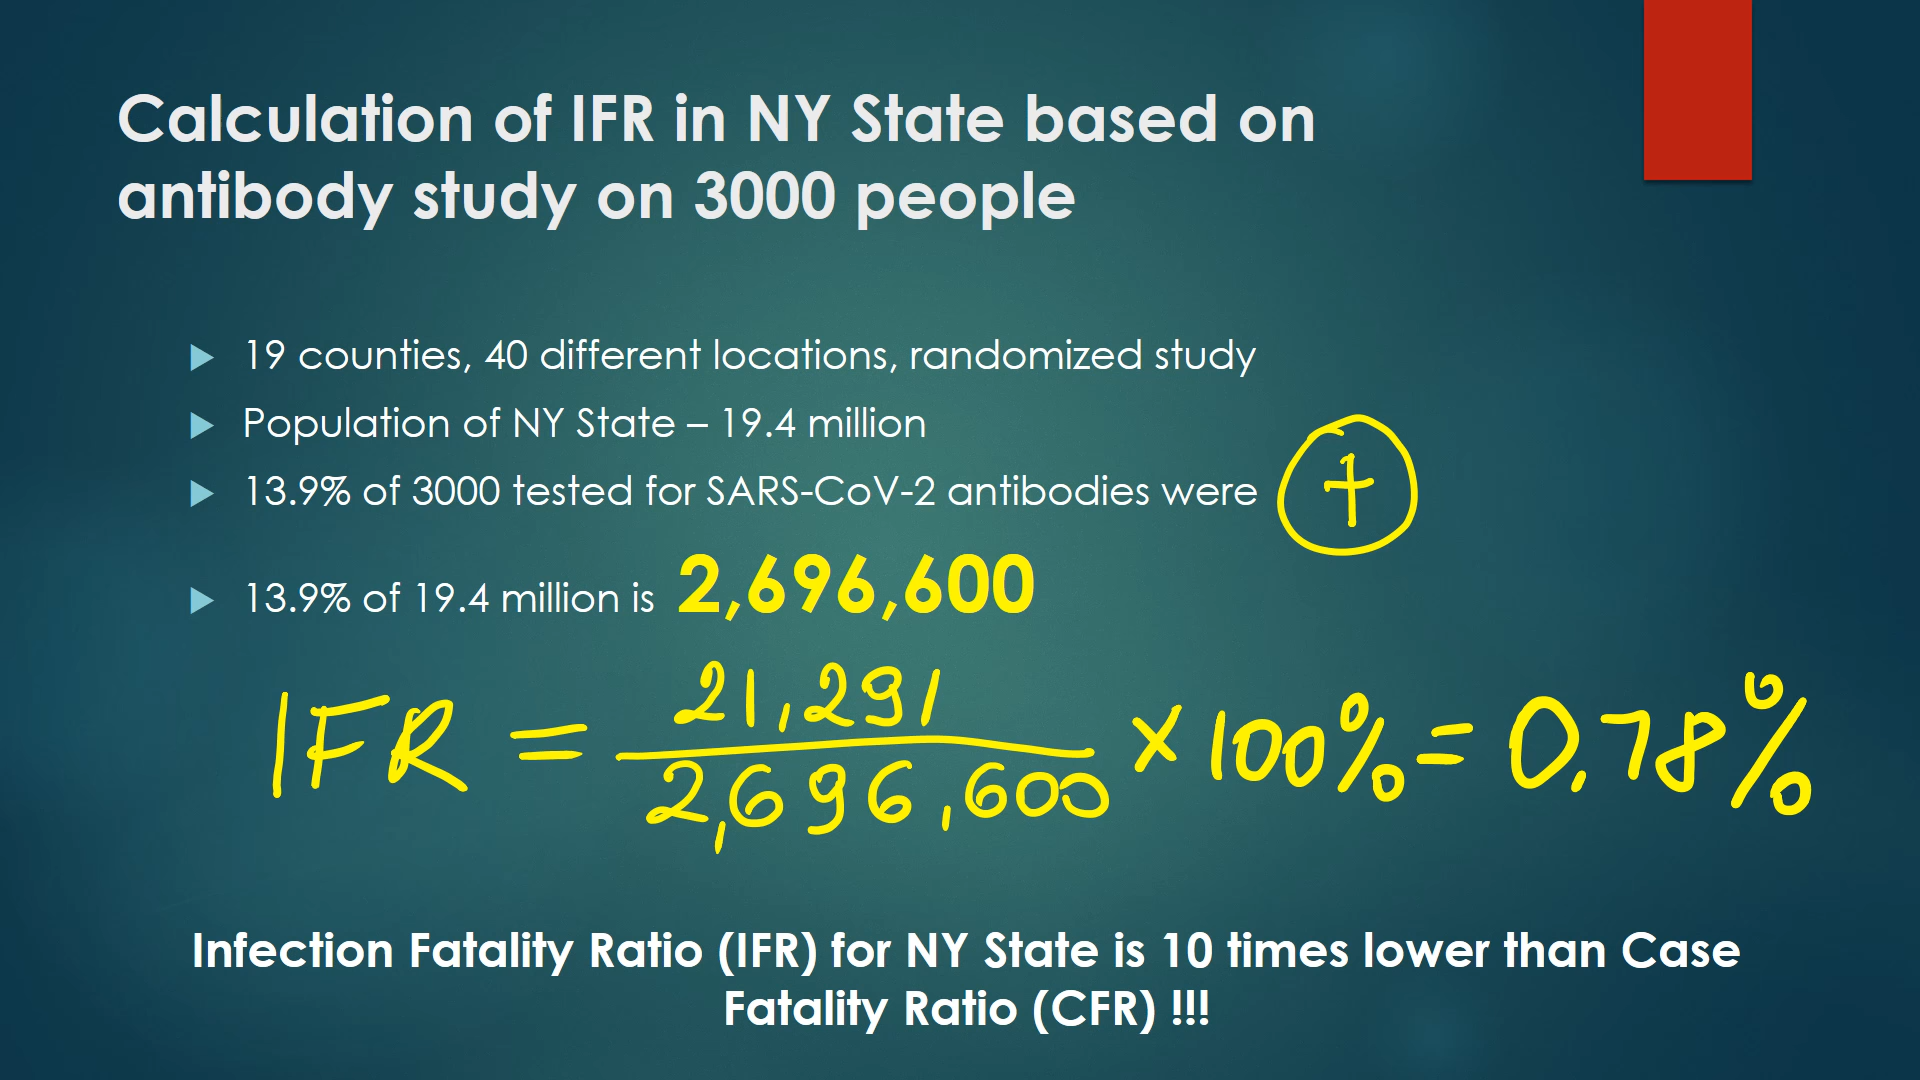 Calculation of IFR in NY State based on
antibody study on 3000 people
19 counties, 40 different locations, randomized study
Population of NY State – 19.4 million
13.9% of 3000 tested for SARS-CoV-2 antibodies were +
13.9% of 19.4 million is 2,696,600
IFR = 21,291 / 2,696,600 × 100% = 0.78%
Infection Fatality Ratio (IFR) for NY State is 10 times lower than Case
Fatality Ratio (CFR) !!!